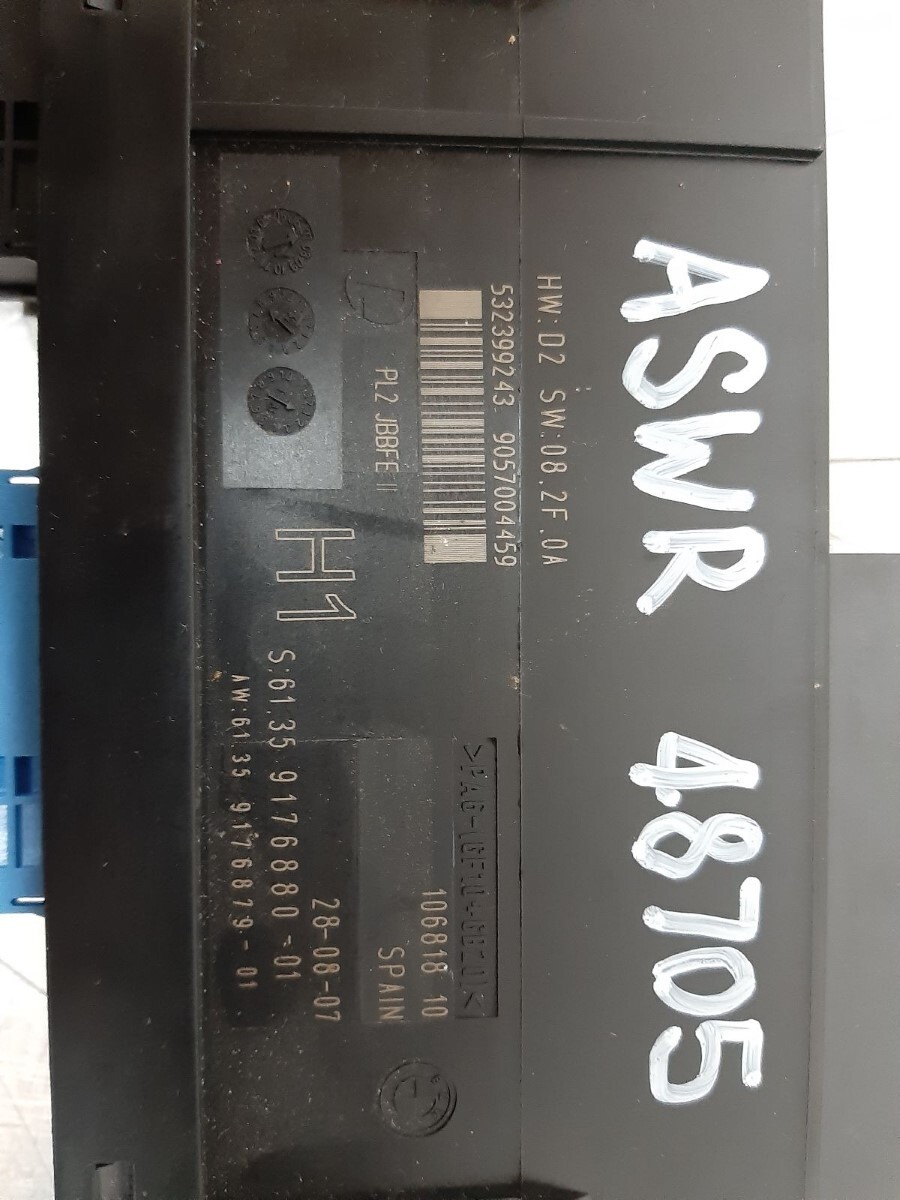 ASWR 48705
HW:D2 SW:08.2F.0A
532399243 9057004459
PL2 JBBFE II
H1
106818 10
SPAIN
28-08-07
S:61.35 9176880-01
AW:61.35 9176879-01